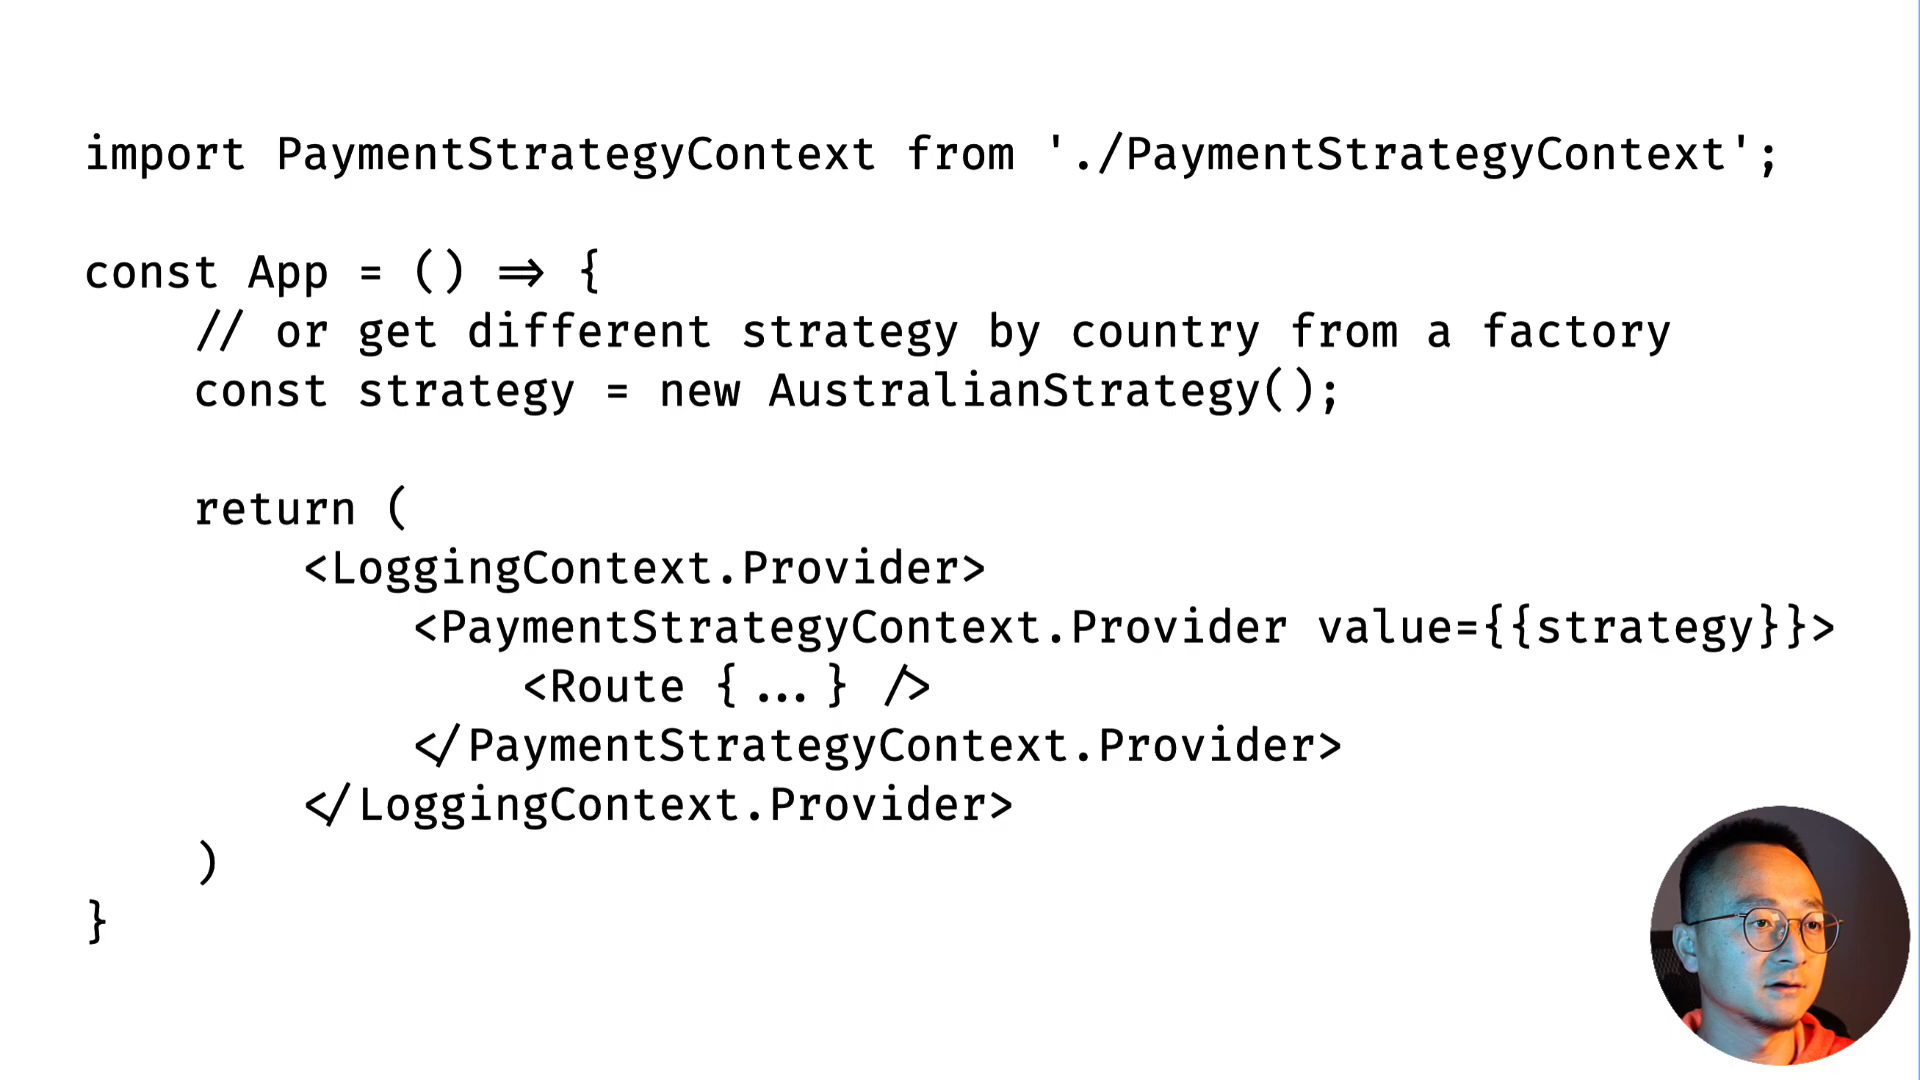 import PaymentStrategyContext from './PaymentStrategyContext';
const App = () => {
// or get different strategy by country from a factory
const strategy = new AustralianStrategy();
return (
<LoggingContext.Provider>
<PaymentStrategyContext.Provider value={{strategy}}>
<Route {...} />
</PaymentStrategyContext.Provider>
</LoggingContext.Provider>
)
}